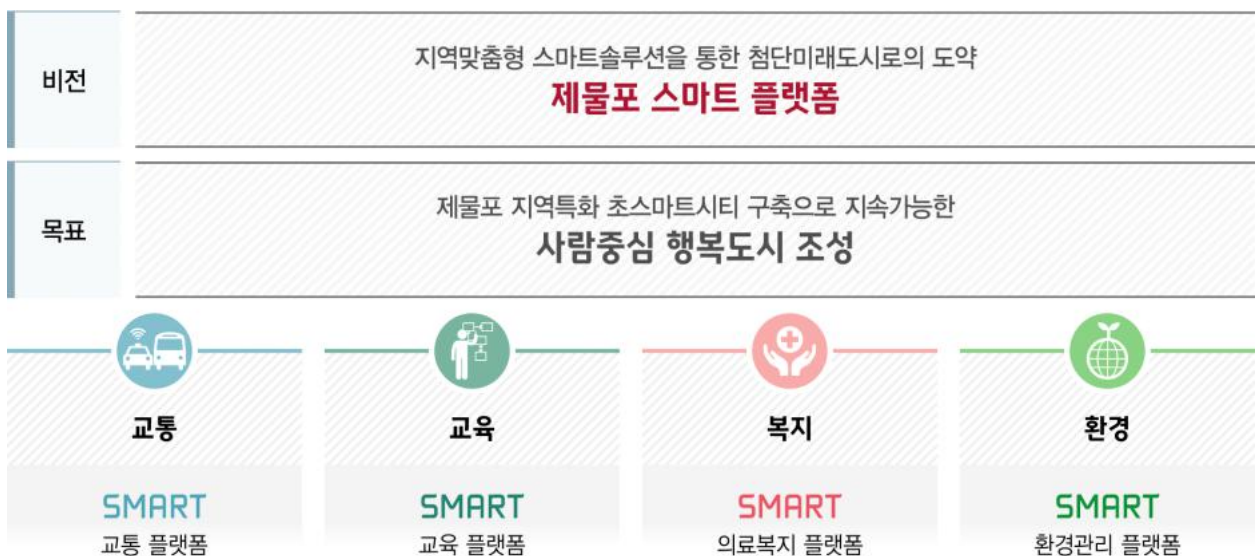 비전
지역맞춤형 스마트솔루션을 통한 첨단미래도시로의 도약
제물포 스마트 플랫폼
목표
제물포 지역특화 초스마트시티 구축으로 지속가능한
사람중심 행복도시 조성
교통
교육
복지
환경
SMART
교통 플랫폼
SMART
교육 플랫폼
SMART
의료복지 플랫폼
SMART
환경관리 플랫폼